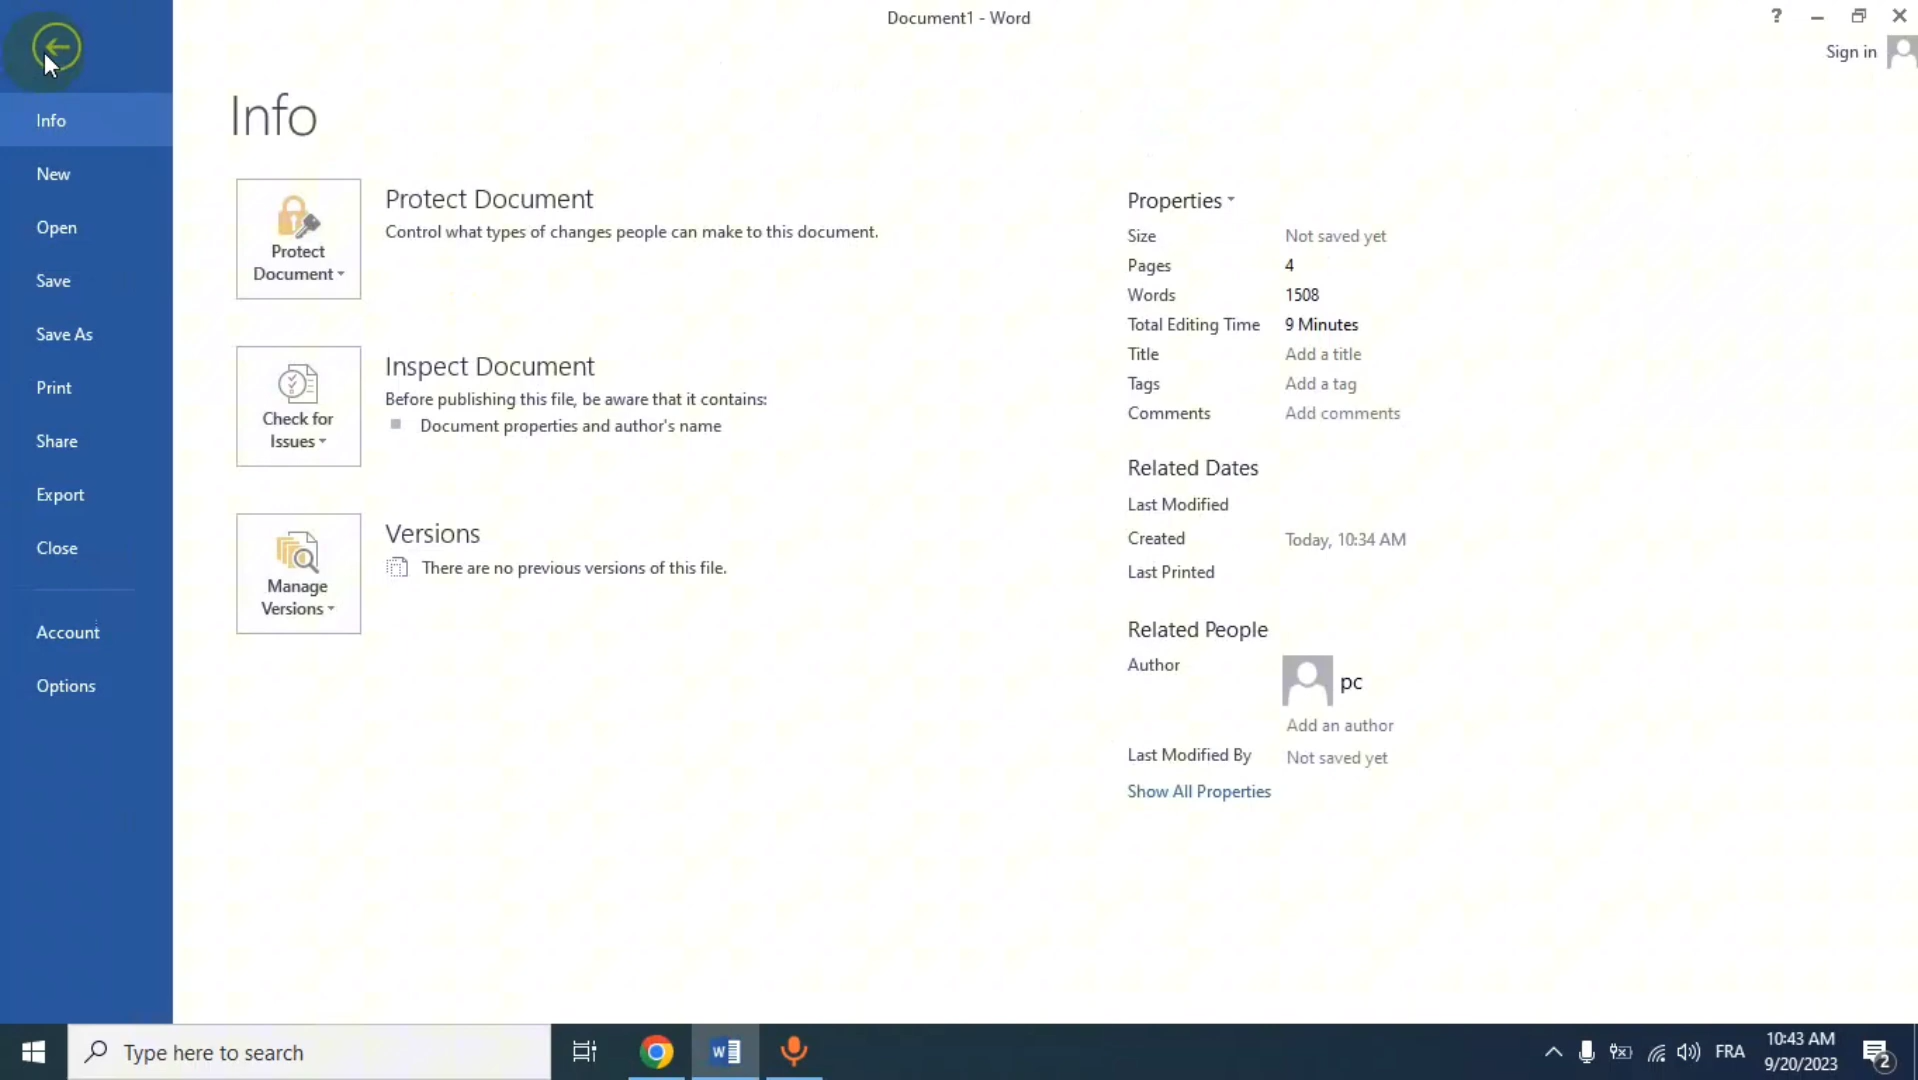 Document1 - Word
?
Sign in
Info
New
Open
Save
Save As
Print
Share
Export
Close
Account
Options
Info
Protect Document
Protect Document
Control what types of changes people can make to this document.
Check for Issues
Inspect Document
Before publishing this file, be aware that it contains:
Document properties and author's name
Manage Versions
Versions
There are no previous versions of this file.
Properties
Size Not saved yet
Pages 4
Words 1508
Total Editing Time 9 Minutes
Title Add a title
Tags Add a tag
Comments Add comments
Related Dates
Last Modified
Created Today, 10:34 AM
Last Printed
Related People
Author pc
Add an author
Last Modified By Not saved yet
Show All Properties
Type here to search
W
FRA
10:43 AM
9/20/2023
2